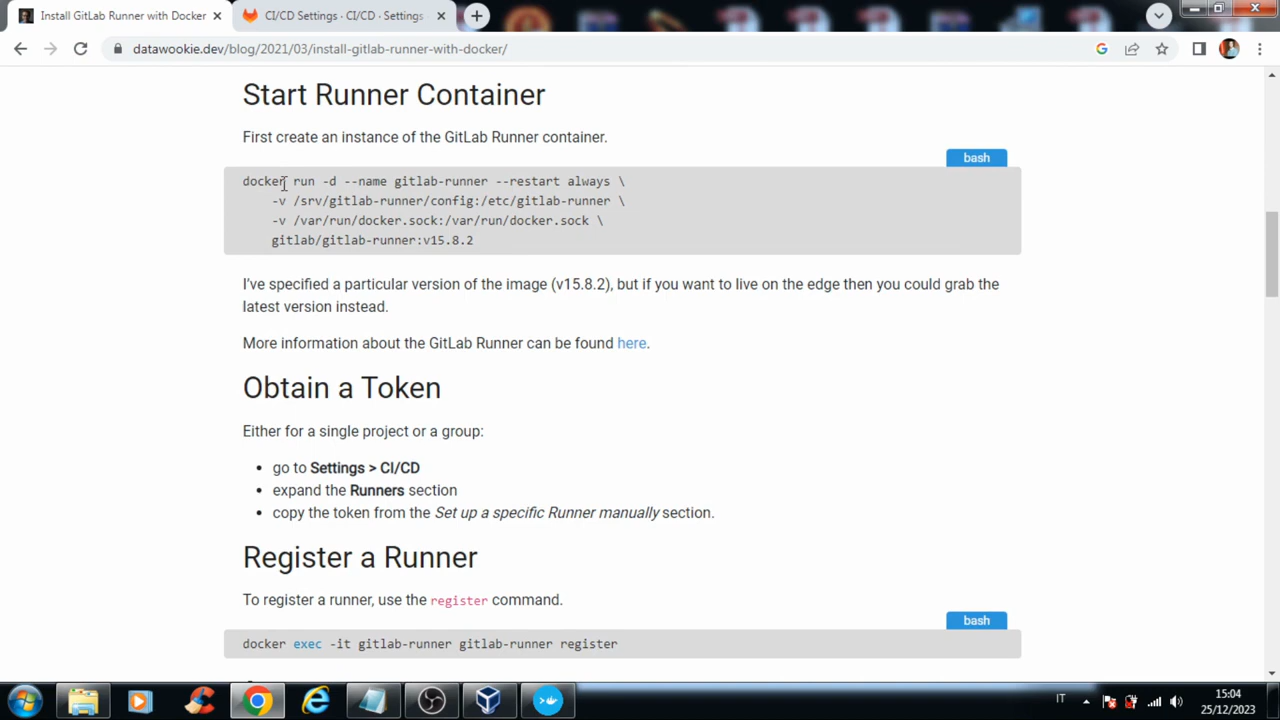 Install GitLab Runner with Docker
CI/CD Settings · CI/CD · Settings
datawookie.dev/blog/2021/03/install-gitlab-runner-with-docker/
Start Runner Container
First create an instance of the GitLab Runner container.
bash
docker run -d --name gitlab-runner --restart always \
-v /srv/gitlab-runner/config:/etc/gitlab-runner \
-v /var/run/docker.sock:/var/run/docker.sock \
gitlab/gitlab-runner:v15.8.2
I've specified a particular version of the image (v15.8.2), but if you want to live on the edge then you could grab the
latest version instead.
More information about the GitLab Runner can be found here.
Obtain a Token
Either for a single project or a group:
• go to Settings > CI/CD
• expand the Runners section
• copy the token from the Set up a specific Runner manually section.
Register a Runner
To register a runner, use the register command.
bash
docker exec -it gitlab-runner gitlab-runner register
IT
15:04
25/12/2023